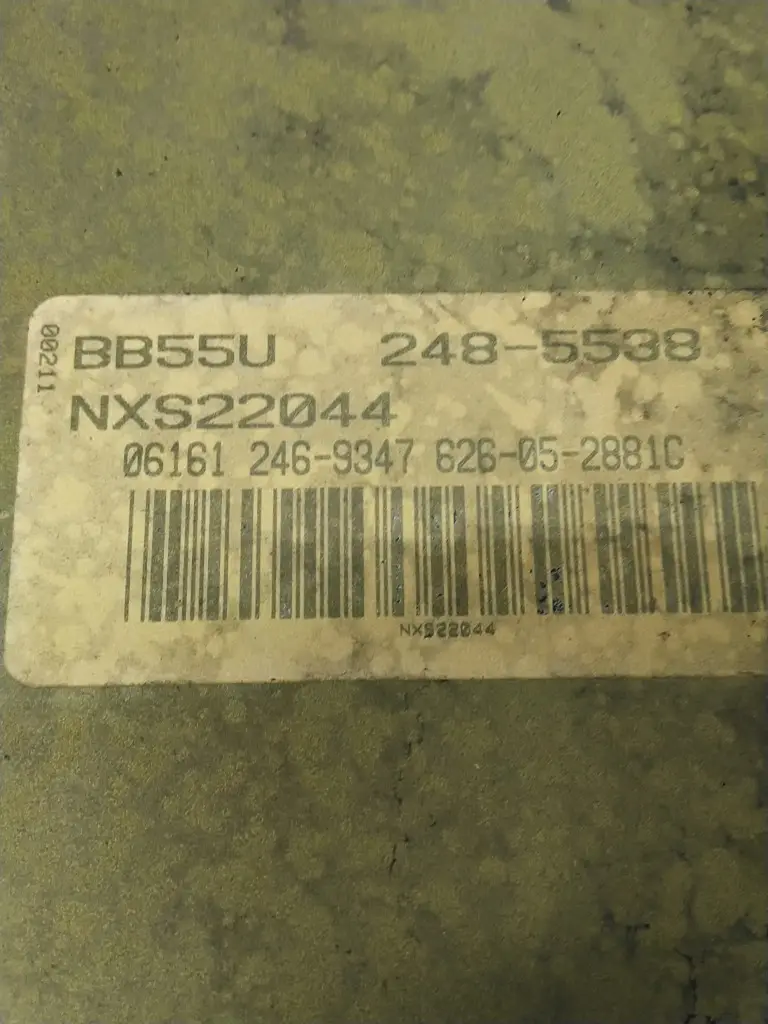 00211
BB55U 248-5538
NXS22044
06161 246-9347 626-05-2881C
NXS22044